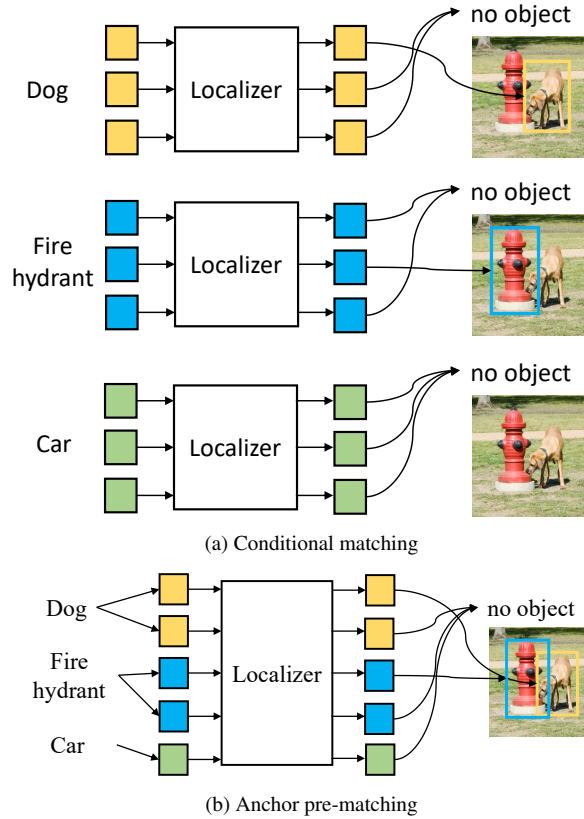 no object
Dog
Localizer
no object
Fire
hydrant
Localizer
no object
Car
Localizer
(a) Conditional matching
Dog
no object
Fire
hydrant
Localizer
Car
(b) Anchor pre-matching